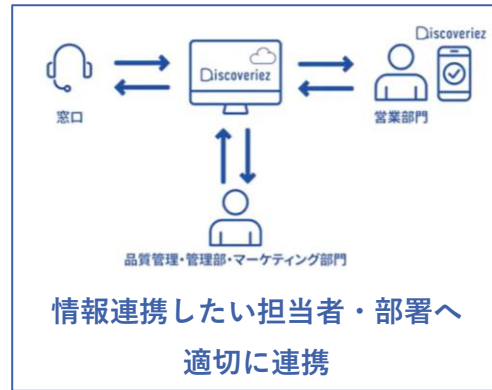 Discoveriez
Discoveriez
窓口
営業部門
品質管理・管理部・マーケティング部門
情報連携したい担当者・部署へ
適切に連携